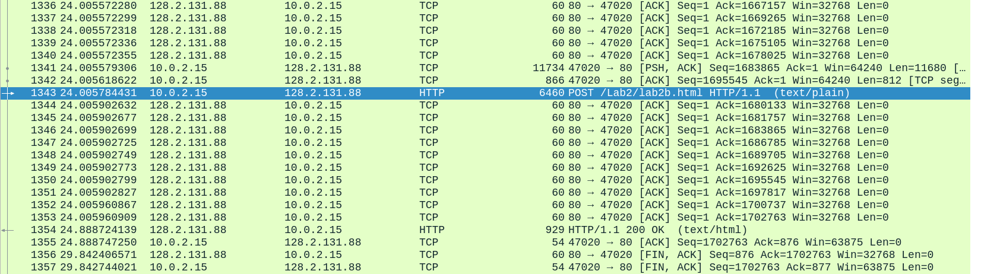 1336 24.005572280 128.2.131.88 10.0.2.15 TCP 60 80 → 47020 [ACK] Seq=1 Ack=1667157 Win=32768 Len=0
1337 24.005572299 128.2.131.88 10.0.2.15 TCP 60 80 → 47020 [ACK] Seq=1 Ack=1669265 Win=32768 Len=0
1338 24.005572318 128.2.131.88 10.0.2.15 TCP 60 80 → 47020 [ACK] Seq=1 Ack=1672185 Win=32768 Len=0
1339 24.005572336 128.2.131.88 10.0.2.15 TCP 60 80 → 47020 [ACK] Seq=1 Ack=1675105 Win=32768 Len=0
1340 24.005572355 128.2.131.88 10.0.2.15 TCP 60 80 → 47020 [ACK] Seq=1 Ack=1678025 Win=32768 Len=0
1341 24.005579306 10.0.2.15 128.2.131.88 TCP 11734 47020 → 80 [PSH, ACK] Seq=1683865 Ack=1 Win=64240 Len=11680 […
1342 24.005618622 10.0.2.15 128.2.131.88 TCP 866 47020 → 80 [ACK] Seq=1695545 Ack=1 Win=64240 Len=812 [TCP seg…
1343 24.005784431 10.0.2.15 128.2.131.88 HTTP 6460 POST /Lab2/lab2b.html HTTP/1.1 (text/plain)
1344 24.005902632 128.2.131.88 10.0.2.15 TCP 60 80 → 47020 [ACK] Seq=1 Ack=1680133 Win=32768 Len=0
1345 24.005902677 128.2.131.88 10.0.2.15 TCP 60 80 → 47020 [ACK] Seq=1 Ack=1681757 Win=32768 Len=0
1346 24.005902699 128.2.131.88 10.0.2.15 TCP 60 80 → 47020 [ACK] Seq=1 Ack=1683865 Win=32768 Len=0
1347 24.005902725 128.2.131.88 10.0.2.15 TCP 60 80 → 47020 [ACK] Seq=1 Ack=1686785 Win=32768 Len=0
1348 24.005902749 128.2.131.88 10.0.2.15 TCP 60 80 → 47020 [ACK] Seq=1 Ack=1689705 Win=32768 Len=0
1349 24.005902773 128.2.131.88 10.0.2.15 TCP 60 80 → 47020 [ACK] Seq=1 Ack=1692625 Win=32768 Len=0
1350 24.005902799 128.2.131.88 10.0.2.15 TCP 60 80 → 47020 [ACK] Seq=1 Ack=1695545 Win=32768 Len=0
1351 24.005902827 128.2.131.88 10.0.2.15 TCP 60 80 → 47020 [ACK] Seq=1 Ack=1697817 Win=32768 Len=0
1352 24.005960867 128.2.131.88 10.0.2.15 TCP 60 80 → 47020 [ACK] Seq=1 Ack=1700737 Win=32768 Len=0
1353 24.005960909 128.2.131.88 10.0.2.15 TCP 60 80 → 47020 [ACK] Seq=1 Ack=1702763 Win=32768 Len=0
1354 24.888724139 128.2.131.88 10.0.2.15 HTTP 929 HTTP/1.1 200 OK (text/html)
1355 24.888747250 10.0.2.15 128.2.131.88 TCP 54 47020 → 80 [ACK] Seq=1702763 Ack=876 Win=63875 Len=0
1356 29.842406571 128.2.131.88 10.0.2.15 TCP 60 80 → 47020 [FIN, ACK] Seq=876 Ack=1702763 Win=32768 Len=0
1357 29.842744021 10.0.2.15 128.2.131.88 TCP 54 47020 → 80 [FIN, ACK] Seq=1702763 Ack=877 Win=63875 Len=0